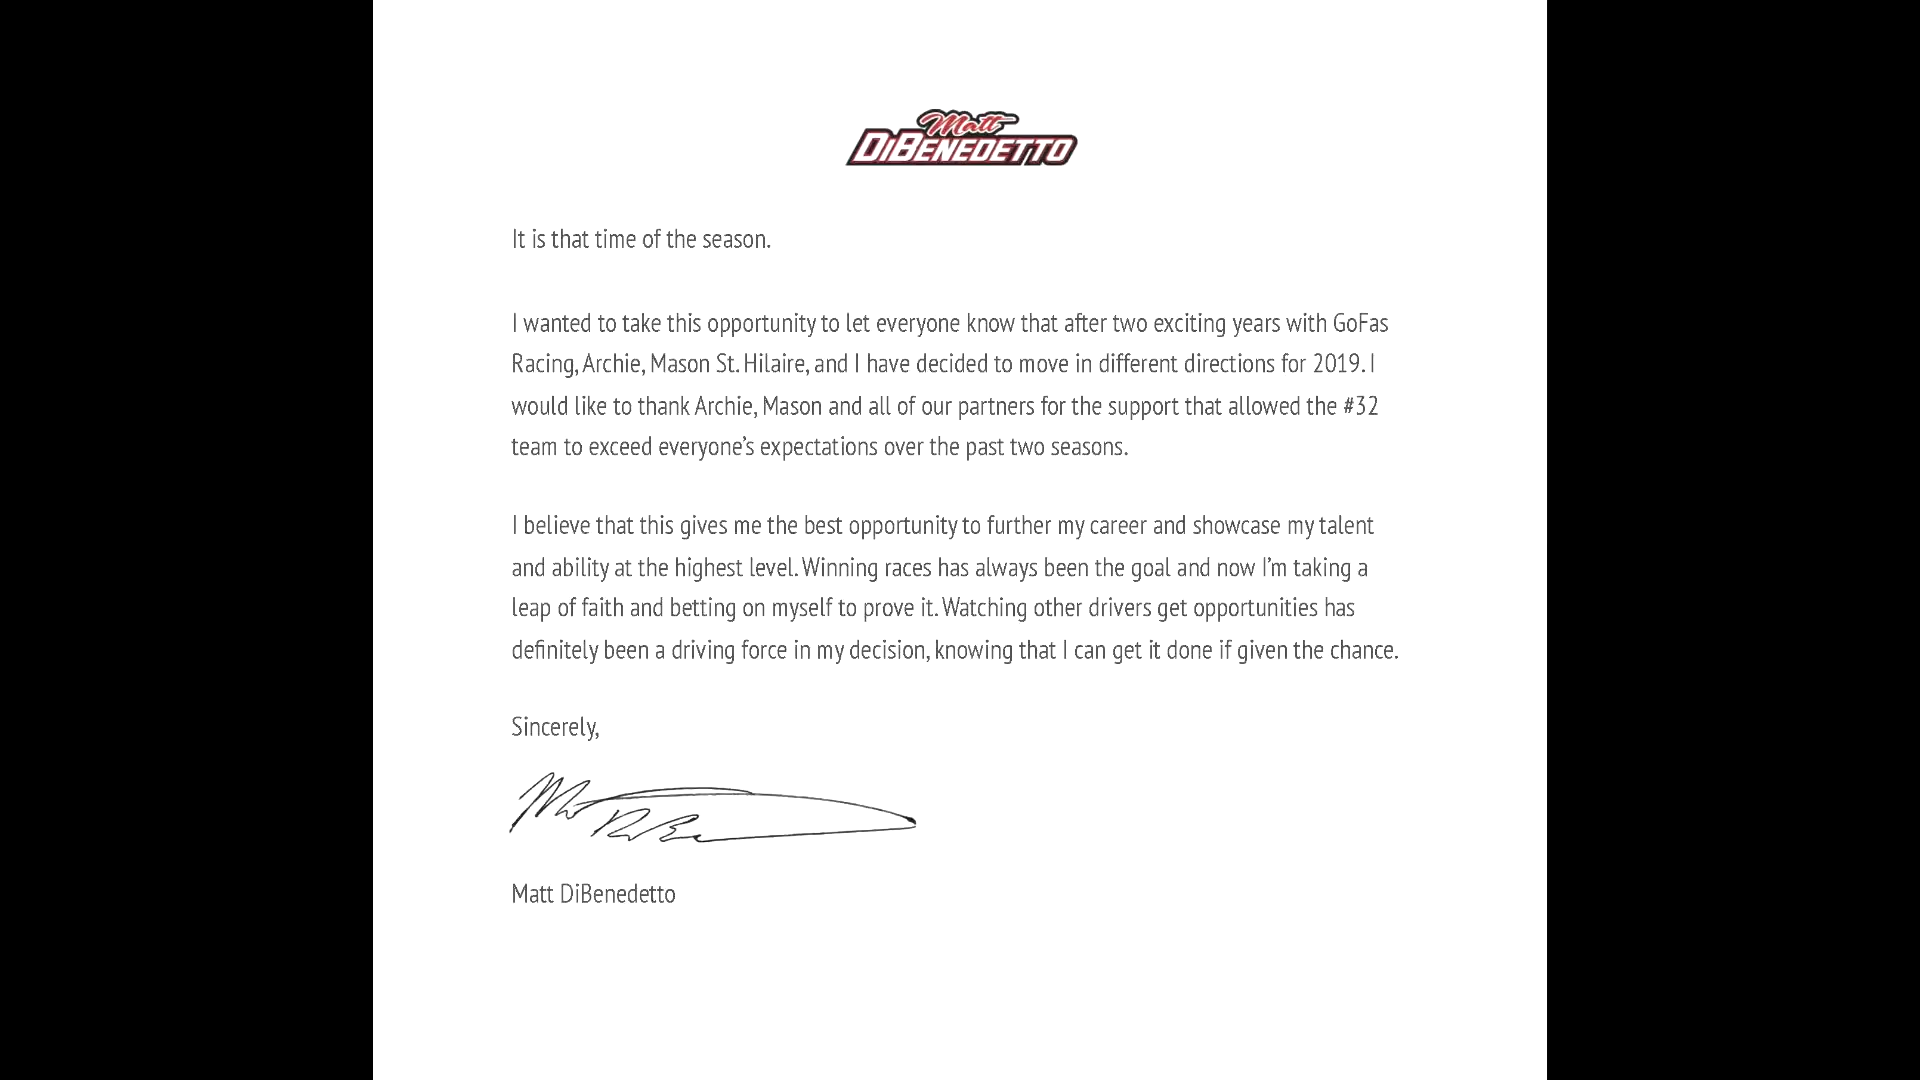 Matt
DiBENEDETTO
It is that time of the season.
I wanted to take this opportunity to let everyone know that after two exciting years with GoFas
Racing, Archie, Mason St. Hilaire, and I have decided to move in different directions for 2019. I
would like to thank Archie, Mason and all of our partners for the support that allowed the #32
team to exceed everyone’s expectations over the past two seasons.
I believe that this gives me the best opportunity to further my career and showcase my talent
and ability at the highest level. Winning races has always been the goal and now I’m taking a
leap of faith and betting on myself to prove it. Watching other drivers get opportunities has
definitely been a driving force in my decision, knowing that I can get it done if given the chance.
Sincerely,
Matt DiBenedetto